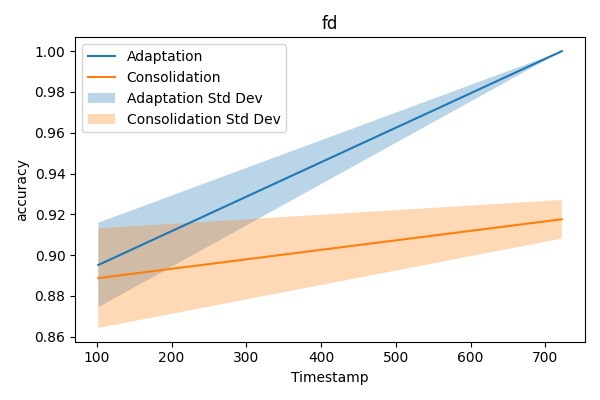 fd
Adaptation
Consolidation
Adaptation Std Dev
Consolidation Std Dev
accuracy
1.00
0.98
0.96
0.94
0.92
0.90
0.88
0.86
100 200 300 400 500 600 700
Timestamp